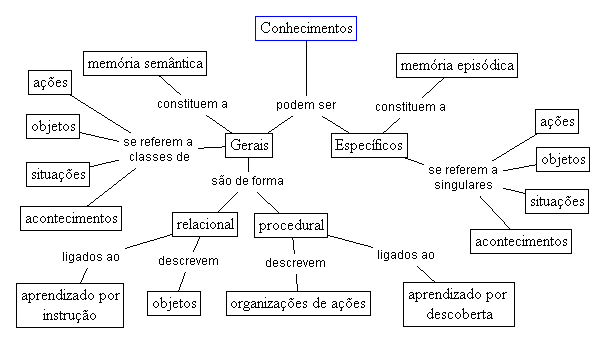 Conhecimentos
memória semântica
memória episódica
ações
constituem a
podem ser
constituem a
objetos
se referem a
classes de
Gerais
Específicos
ações
objetos
situações
são de forma
se referem a
singulares
situações
acontecimentos
relacional
procedural
acontecimentos
ligados ao
descrevem
descrevem
ligados ao
aprendizado por
instrução
objetos
organizações de ações
aprendizado por
descoberta